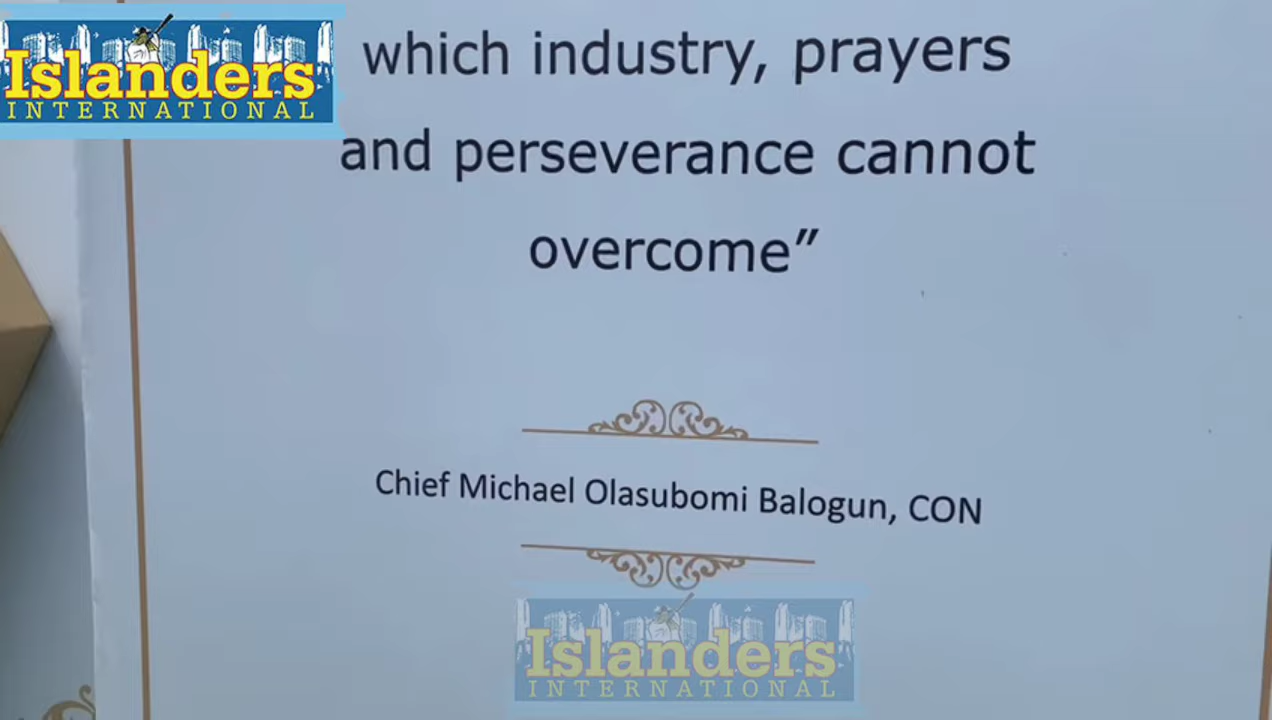 Islanders
INTERNATIONAL
which industry, prayers
and perseverance cannot
overcome”
Chief Michael Olasubomi Balogun, CON
Islanders
INTERNATIONAL